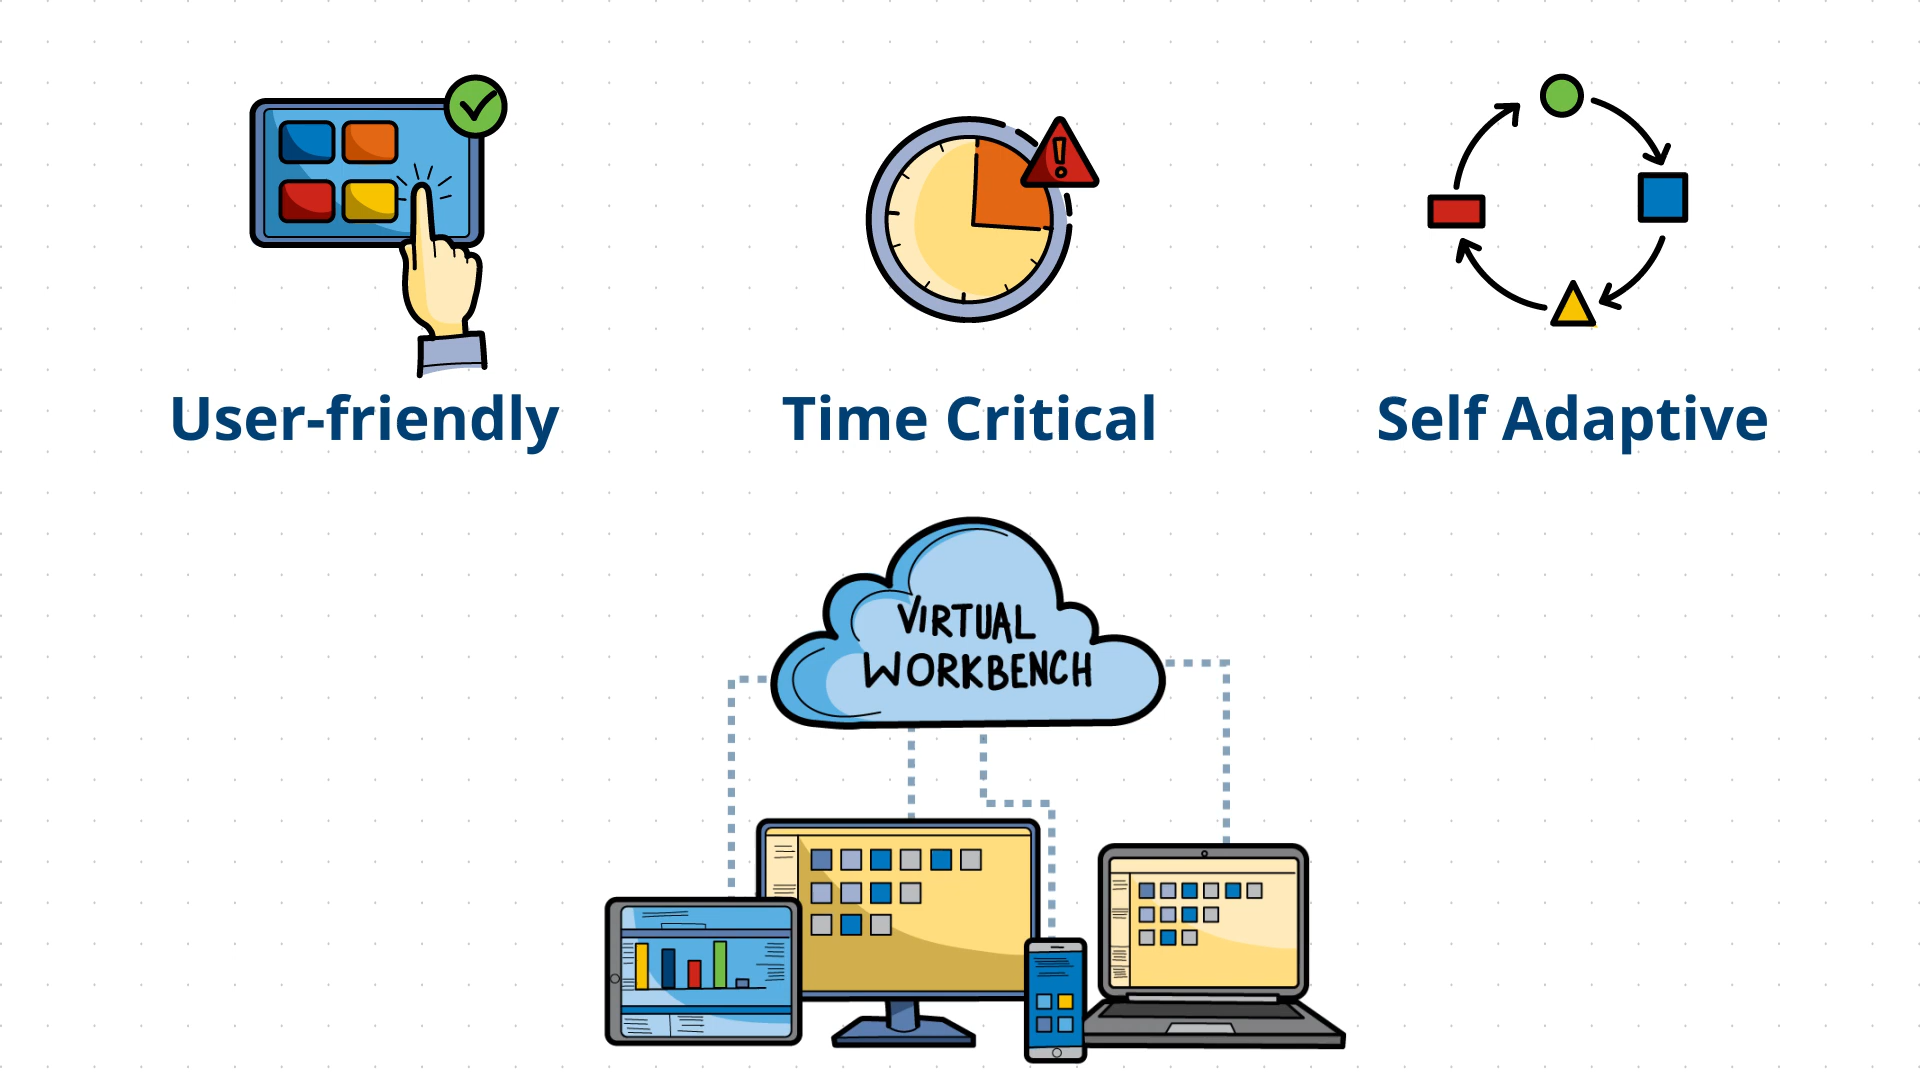 User-friendly
Time Critical
Self Adaptive
VIRTUAL
WORKBENCH